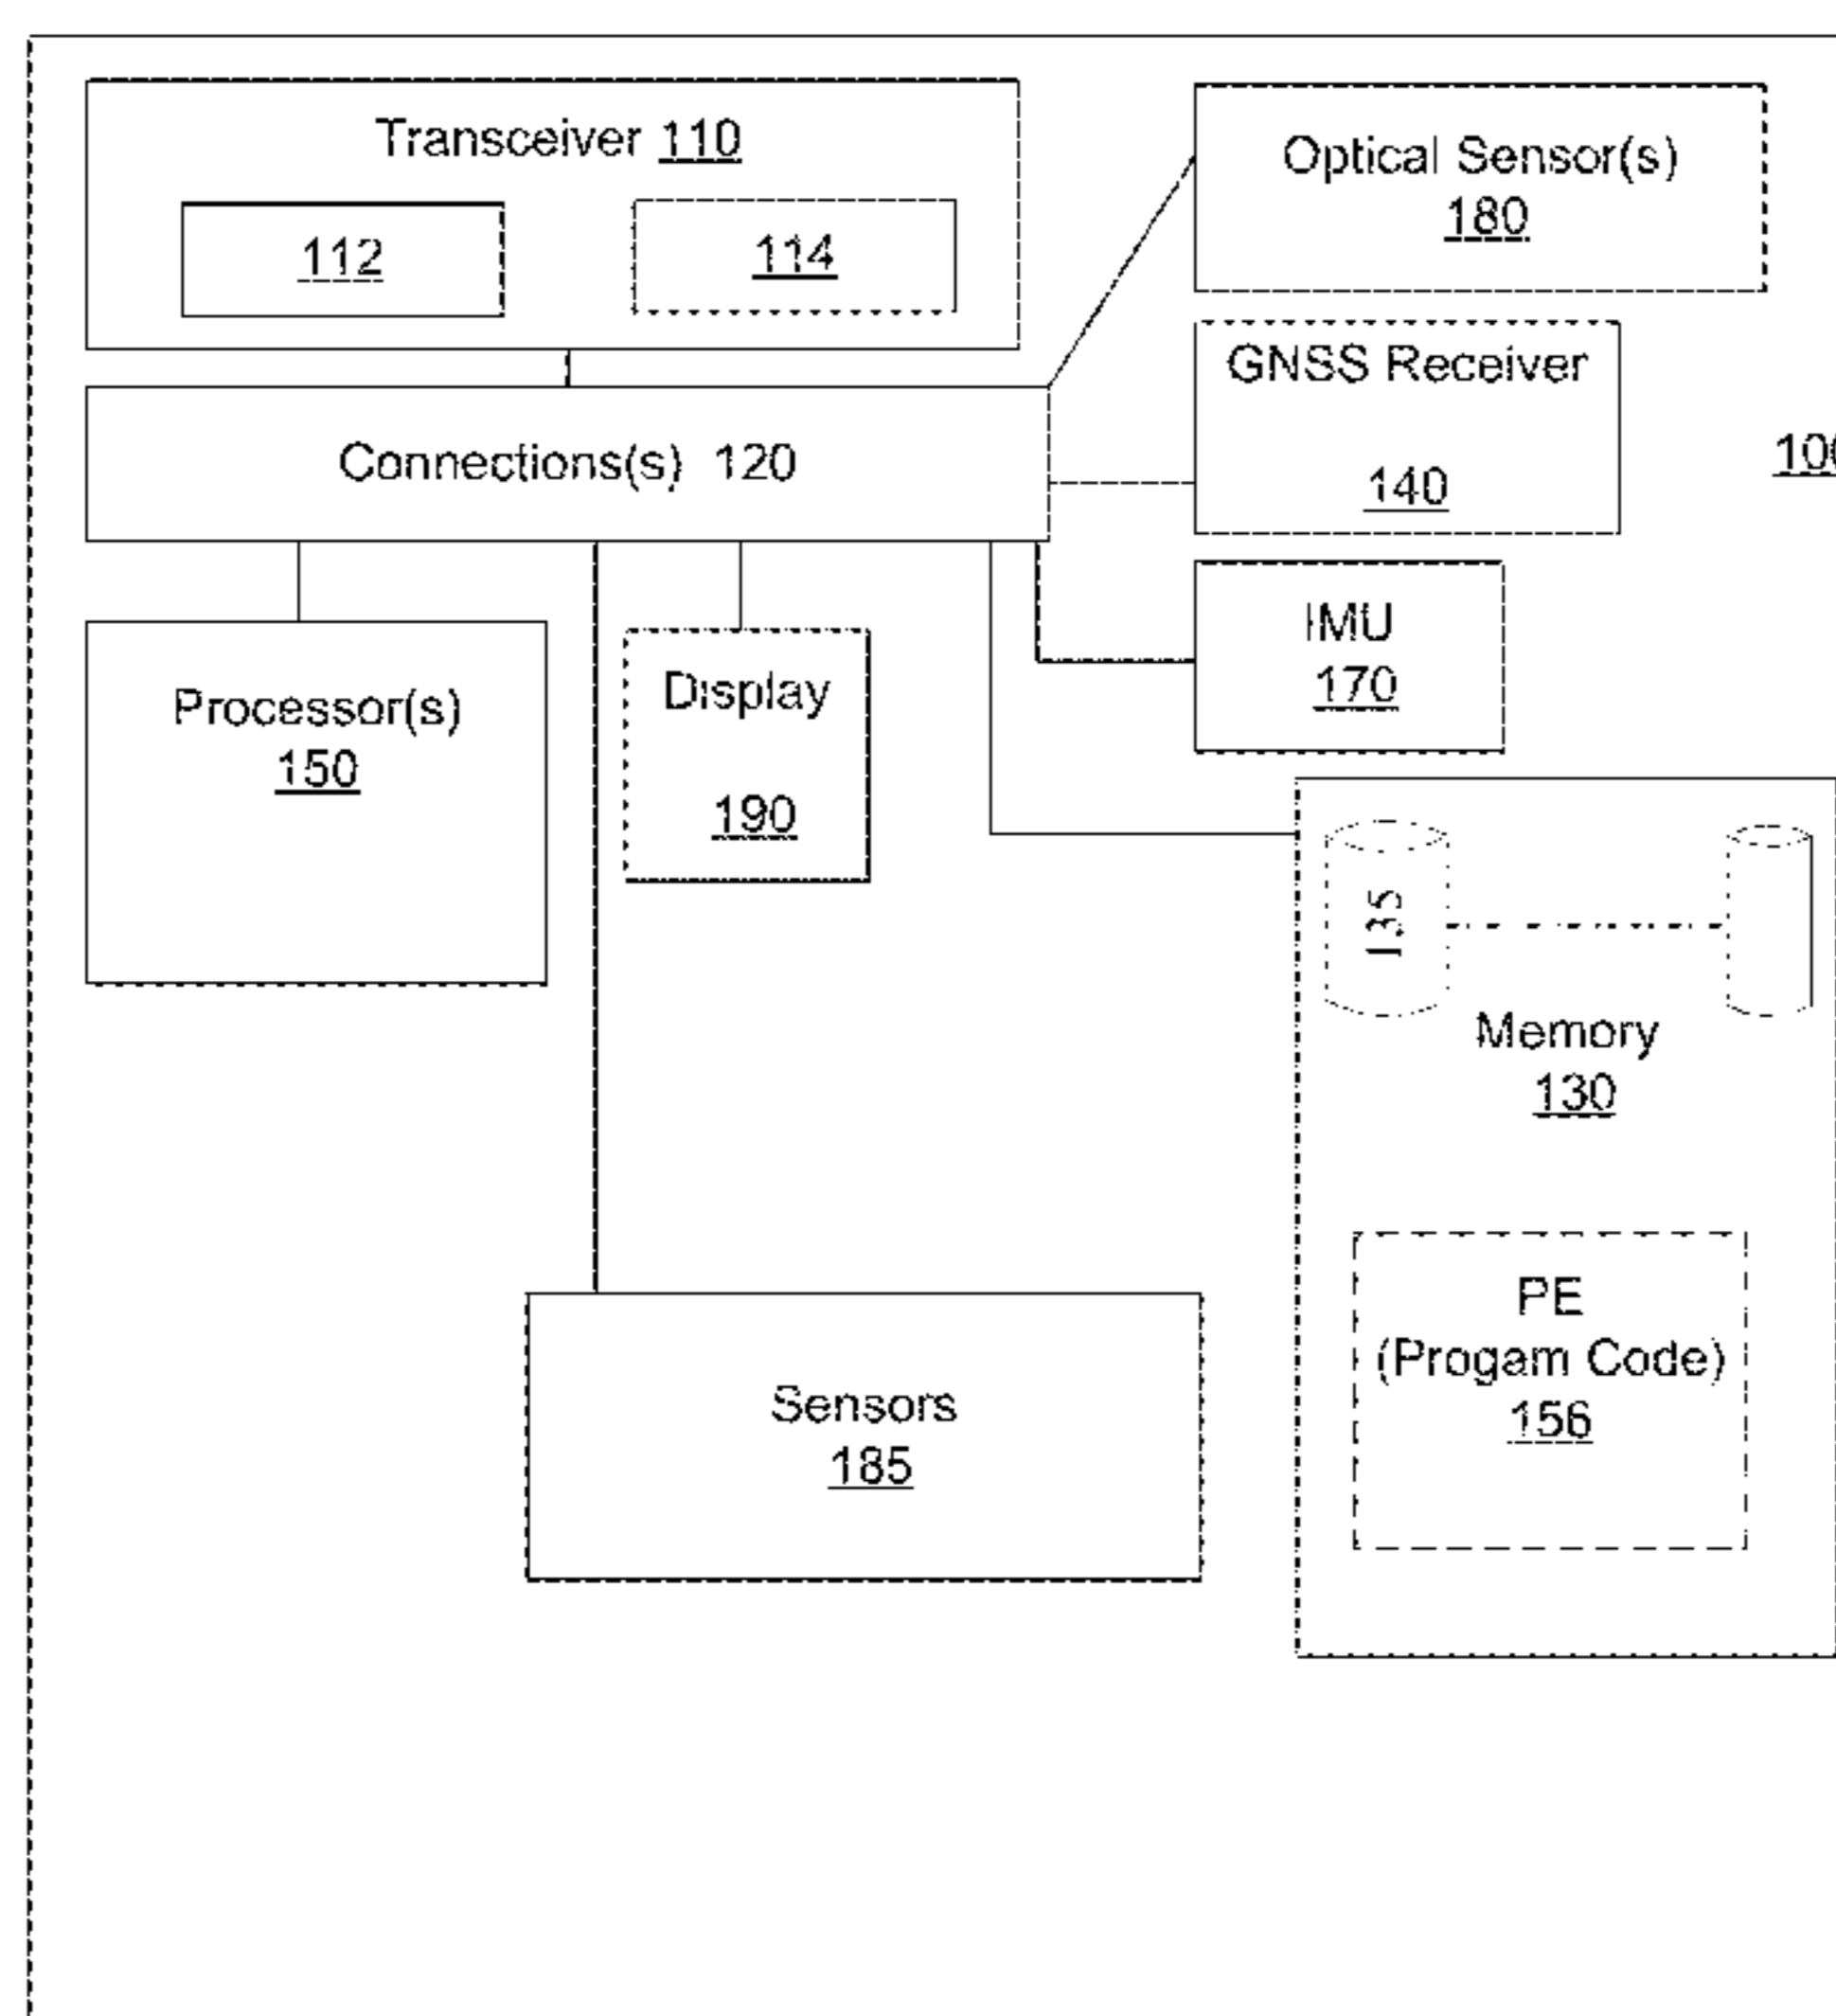 Transceiver 110
112
114
Optical Sensor(s)
180
GNSS Receiver
140
Connections(s) 120
IMU
170
Processor(s)
150
Display
190
135
Memory
130
PE
(Progam Code)
156
Sensors
185